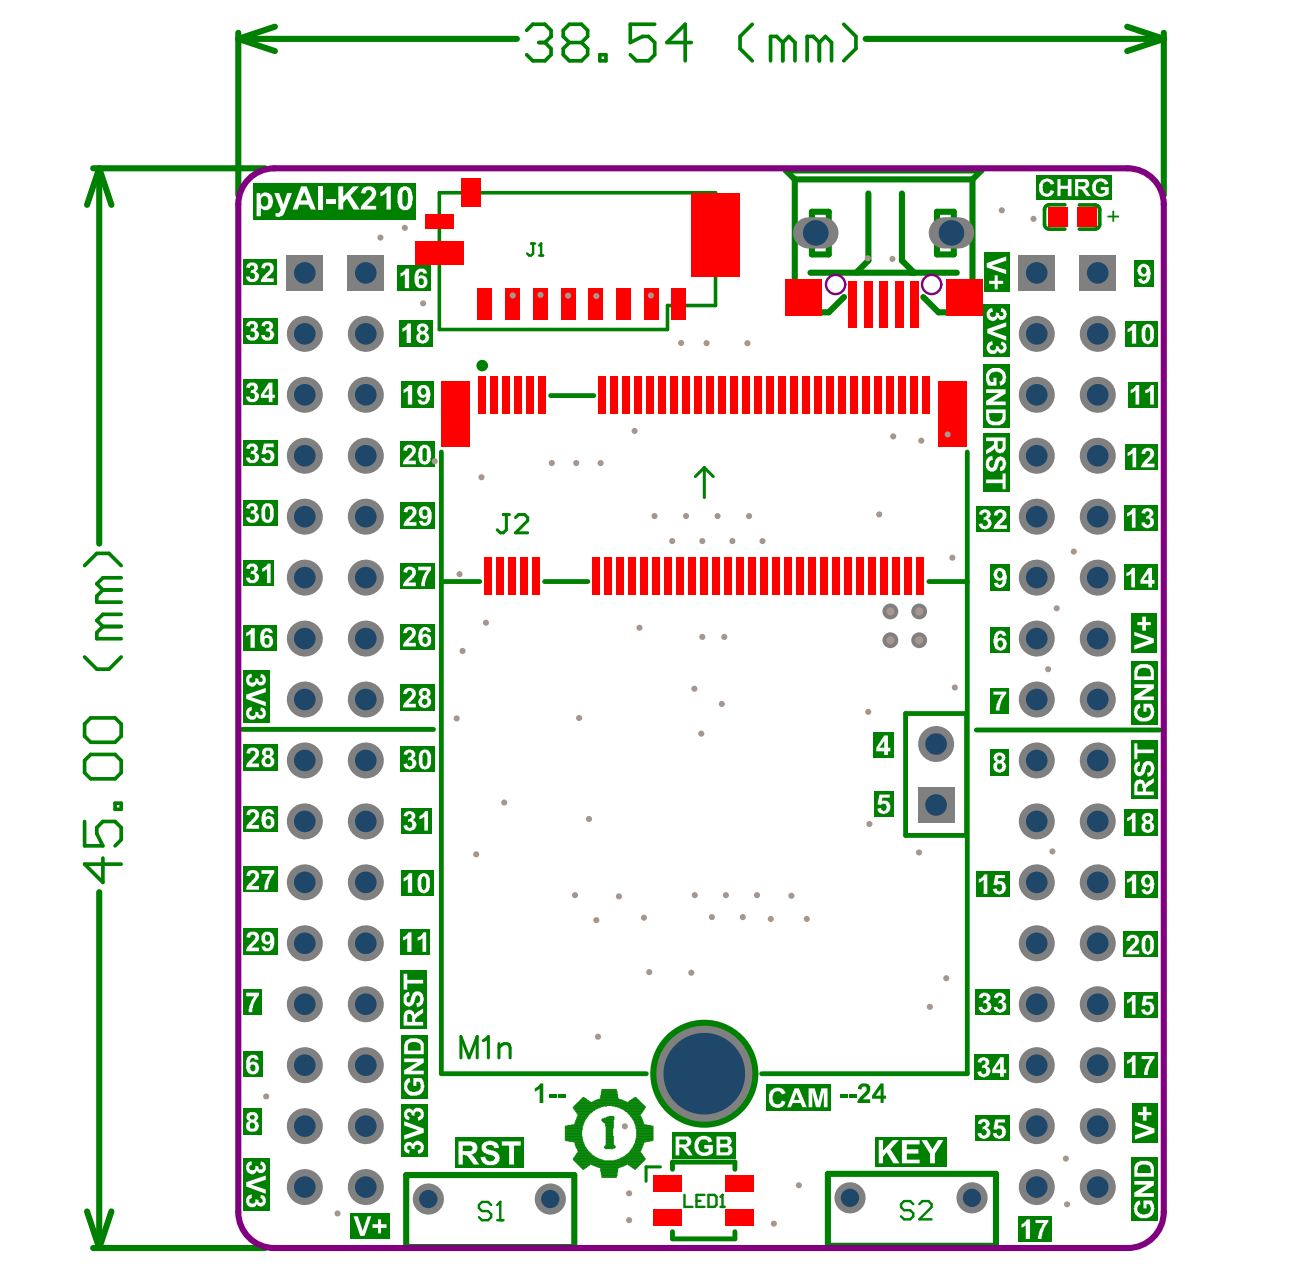 38.54 (mm)
45.00 (mm)
pyAI-K210
CHRG
+
J1
32 16 V+ 9
33 18 3V3 10
34 19 GND 11
35 20 RST 12
30 J2 29 32 13
31 27 9 14
16 26 6 V+
3V3 28 7 GND
28 30 4 8 RST
26 31 5 18
27 10 15 19
29 11 20
7 RST 33 15
6 GND M1n 34 17
1-- CAM --24
8 3V3 1 RGB 35 V+
RST KEY
3V3 V+ S1 LED1 S2 17 GND